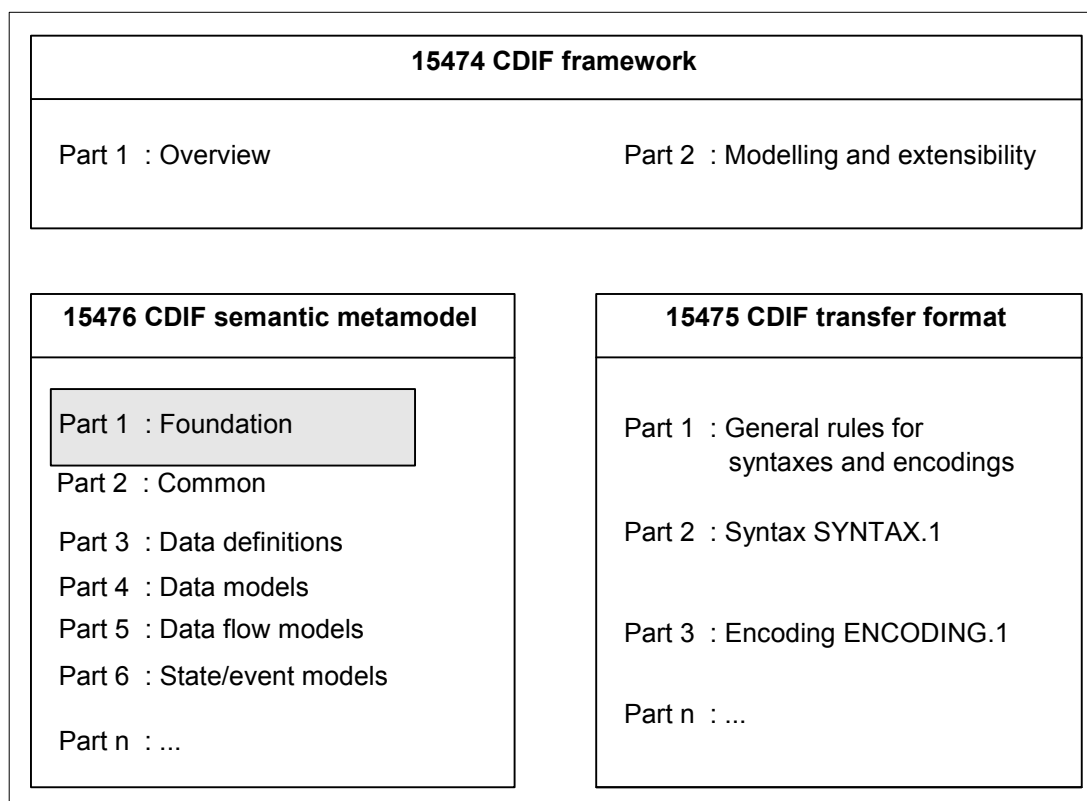 15474 CDIF framework
Part 1 : Overview
Part 2 : Modelling and extensibility
15476 CDIF semantic metamodel
Part 1 : Foundation
Part 2 : Common
Part 3 : Data definitions
Part 4 : Data models
Part 5 : Data flow models
Part 6 : State/event models
Part n : ...
15475 CDIF transfer format
Part 1 : General rules for
syntaxes and encodings
Part 2 : Syntax SYNTAX.1
Part 3 : Encoding ENCODING.1
Part n : ...